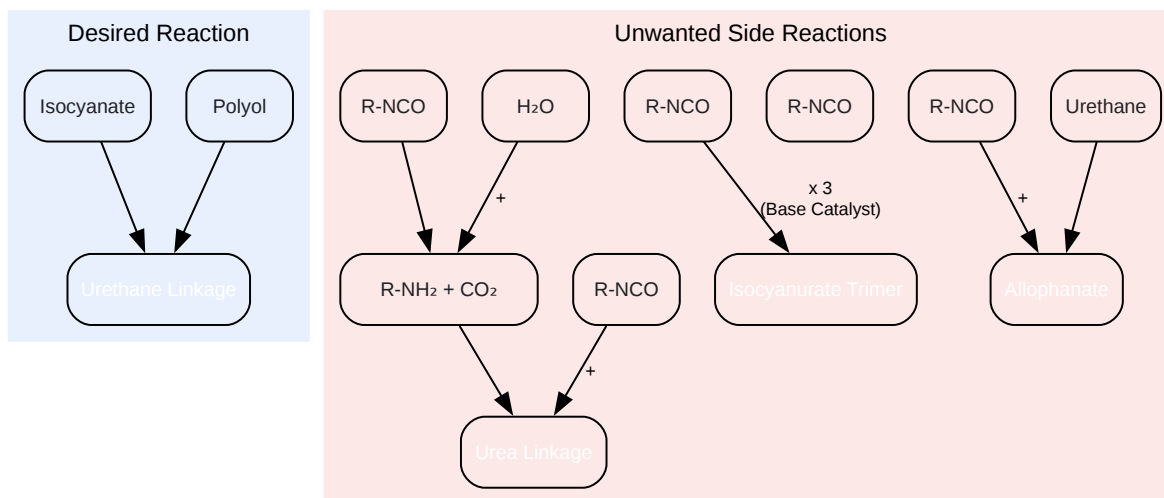 Desired Reaction
Unwanted Side Reactions
Isocyanate
Polyol
R-NCO
H₂O
R-NCO
R-NCO
R-NCO
Urethane
+
x 3
(Base Catalyst)
+
Urethane Linkage
R-NH₂ + CO₂
R-NCO
Isocyanurate Trimer
Allophanate
+
Urea Linkage